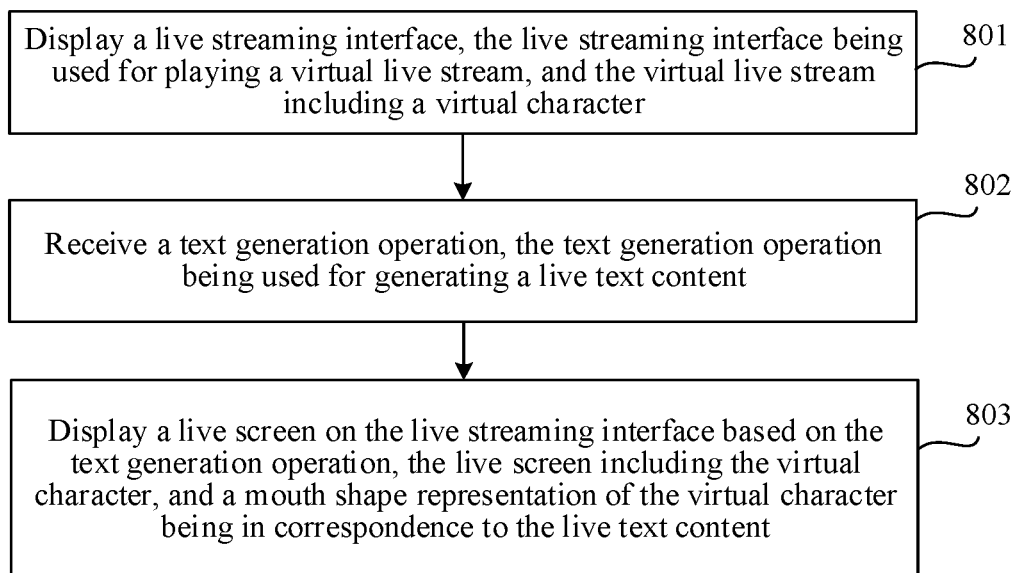 Display a live streaming interface, the live streaming interface being
used for playing a virtual live stream, and the virtual live stream
including a virtual character
801
Receive a text generation operation, the text generation operation
being used for generating a live text content
802
Display a live screen on the live streaming interface based on the
text generation operation, the live screen including the virtual
character, and a mouth shape representation of the virtual character
being in correspondence to the live text content
803